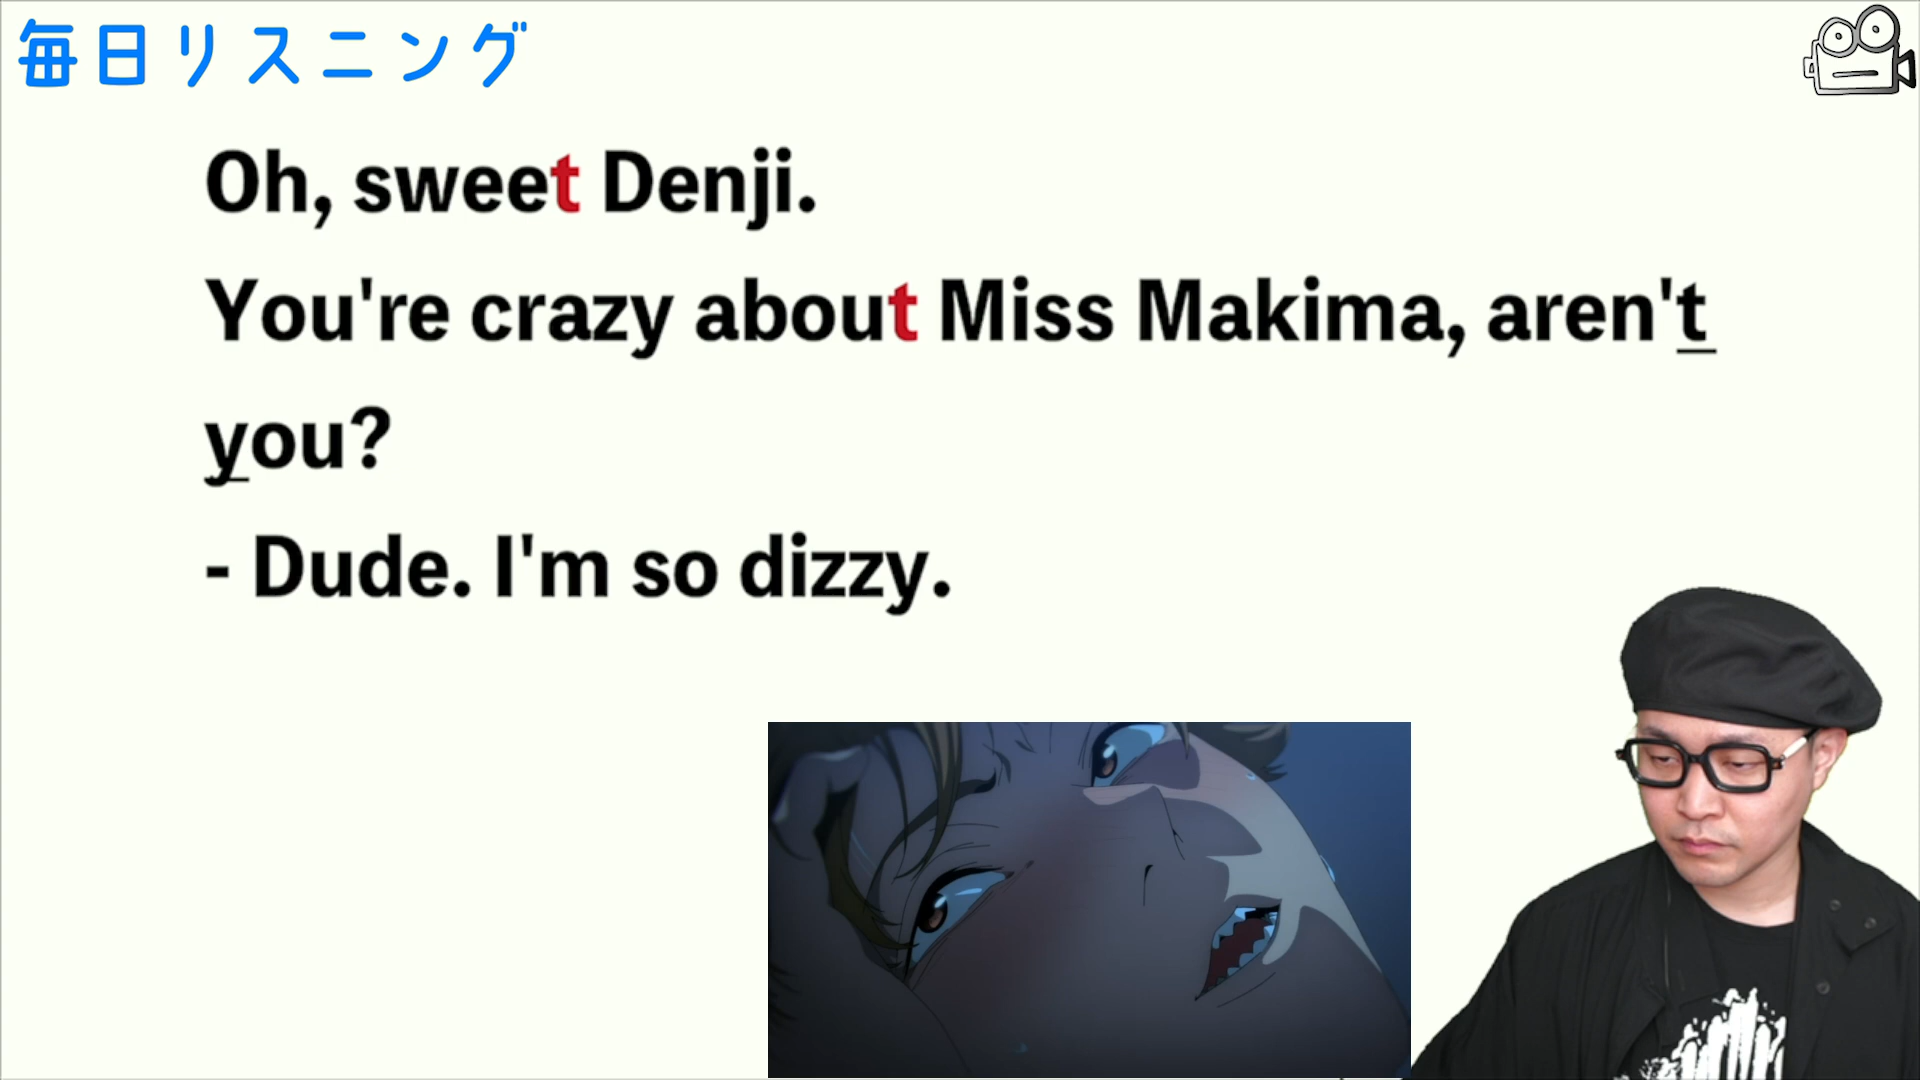 毎日リスニング
Oh, sweet Denji.
You're crazy about Miss Makima, aren't
you?
- Dude. I'm so dizzy.